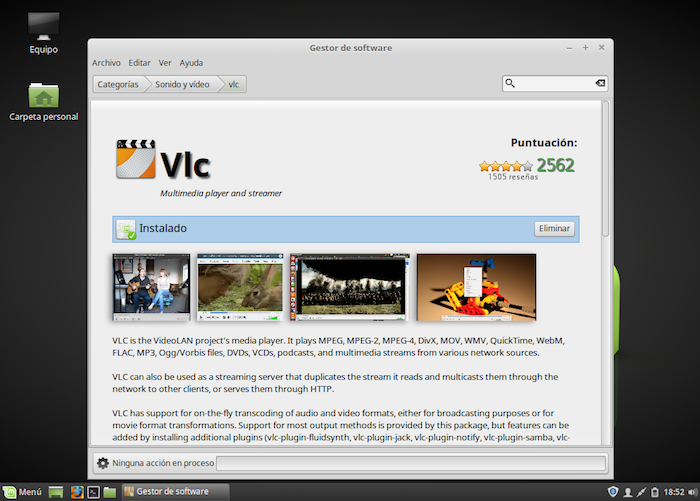 Equipo
Carpeta personal
Gestor de software
Archivo Editar Ver Ayuda
Categorías Sonido y vídeo vlc
Puntuación:
Vlc
2562
1505 reseñas
Multimedia player and streamer
Instalado
Eliminar
VLC is the VideoLAN project's media player. It plays MPEG, MPEG-2, MPEG-4, DivX, MOV, WMV, QuickTime, WebM,
FLAC, MP3, Ogg/Vorbis files, DVDs, VCDs, podcasts, and multimedia streams from various network sources.
VLC can also be used as a streaming server that duplicates the stream it reads and multicasts them through the
network to other clients, or serves them through HTTP.
VLC has support for on-the-fly transcoding of audio and video formats, either for broadcasting purposes or for
movie format transformations. Support for most output methods is provided by this package, but features can be
added by installing additional plugins (vlc-plugin-fluidsynth, vlc-plugin-jack, vlc-plugin-notify, vlc-plugin-samba, vlc-
Ninguna acción en proceso
Menú
Gestor de software
18:52